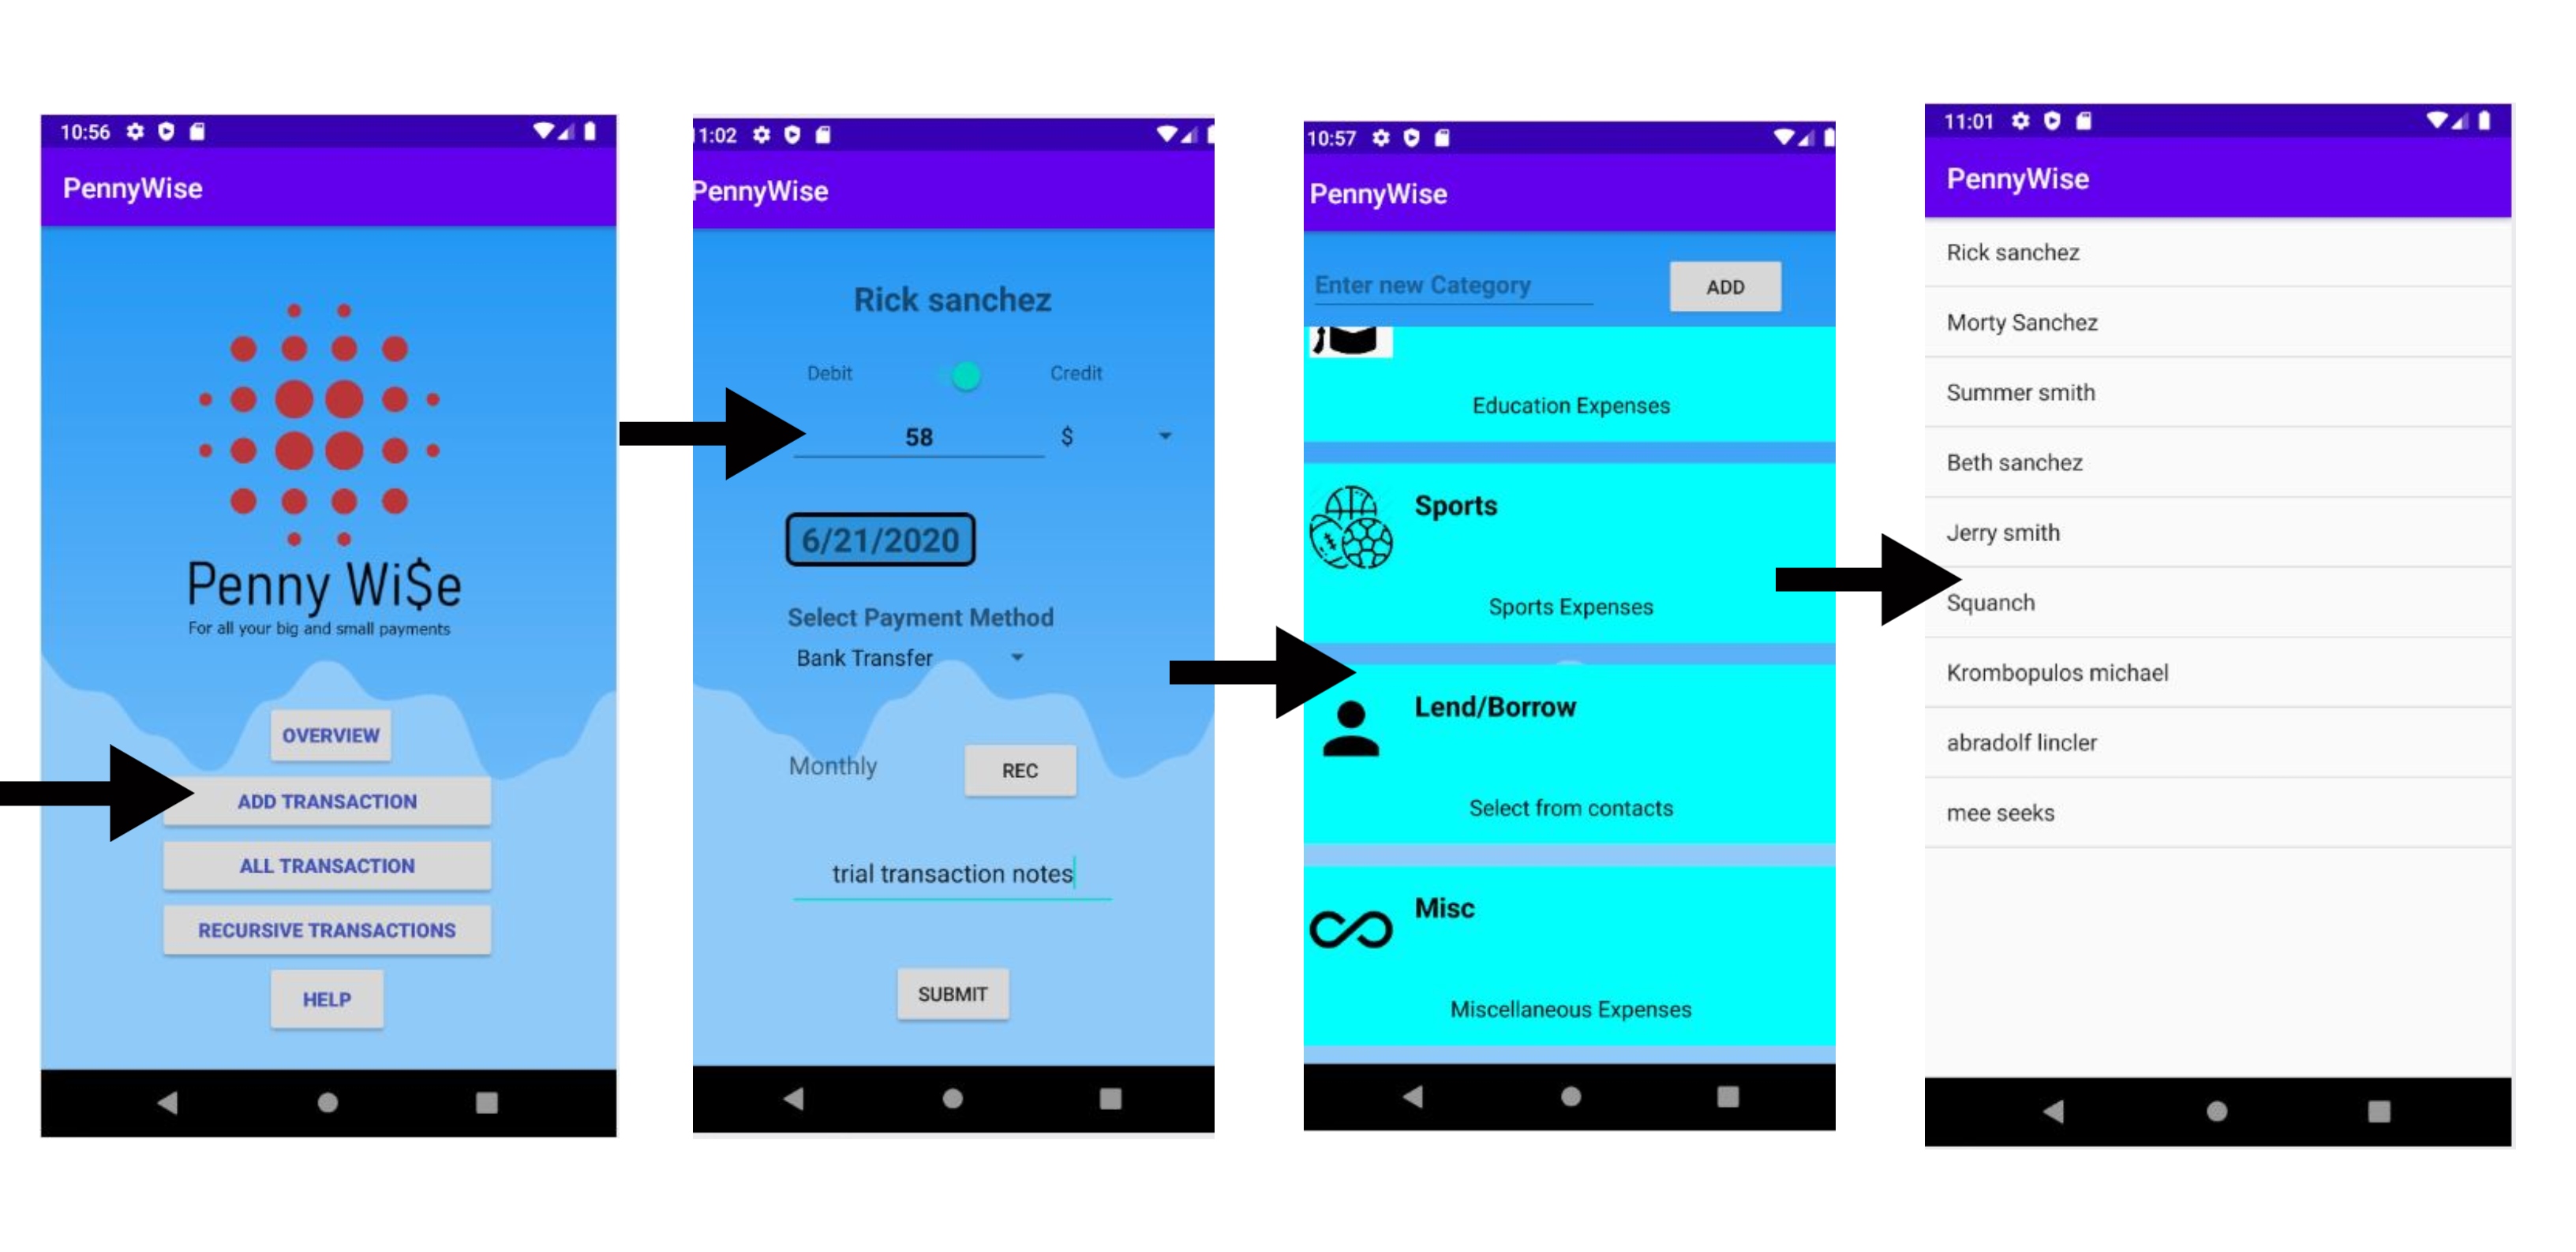 10:56
PennyWise
Penny Wi$e
For all your big and small payments
OVERVIEW
ADD TRANSACTION
ALL TRANSACTION
RECURSIVE TRANSACTIONS
HELP
11:02
PennyWise
Rick sanchez
Debit Credit
58 $
6/21/2020
Select Payment Method
Bank Transfer
Monthly REC
trial transaction notes
SUBMIT
10:57
PennyWise
Enter new Category ADD
Education Expenses
Sports
Sports Expenses
Lend/Borrow
Select from contacts
Misc
Miscellaneous Expenses
11:01
PennyWise
Rick sanchez
Morty Sanchez
Summer smith
Beth sanchez
Jerry smith
Squanch
Krombopulos michael
abradolf lincler
mee seeks